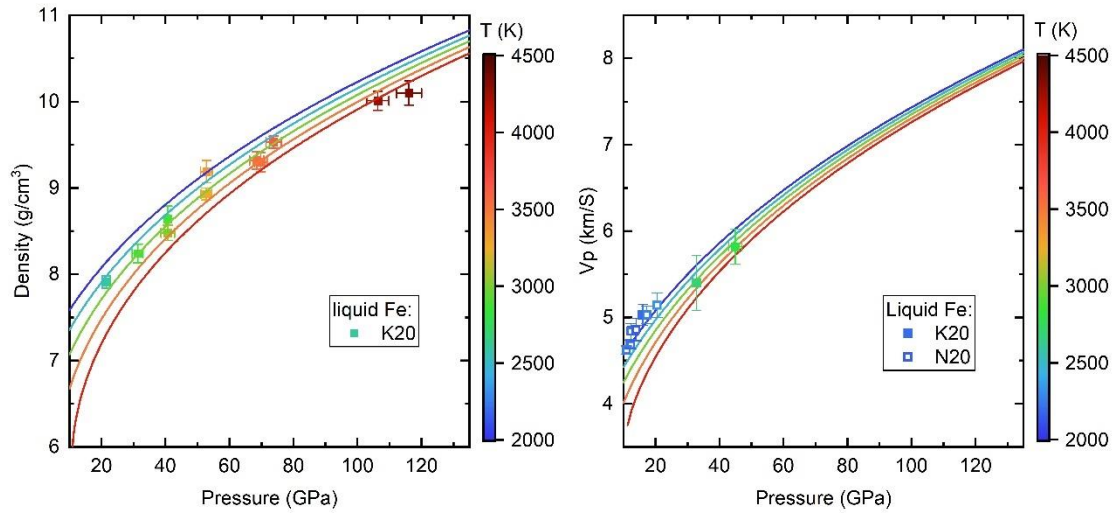 11
10
9
8
7
6
Density (g/cm³)
20 40 60 80 100 120
Pressure (GPa)
liquid Fe:
K20
T (K)
4500
4000
3500
3000
2500
2000
8
7
6
5
4
Vp (km/S)
20 40 60 80 100 120
Pressure (GPa)
Liquid Fe:
K20
N20
T (K)
4500
4000
3500
3000
2500
2000